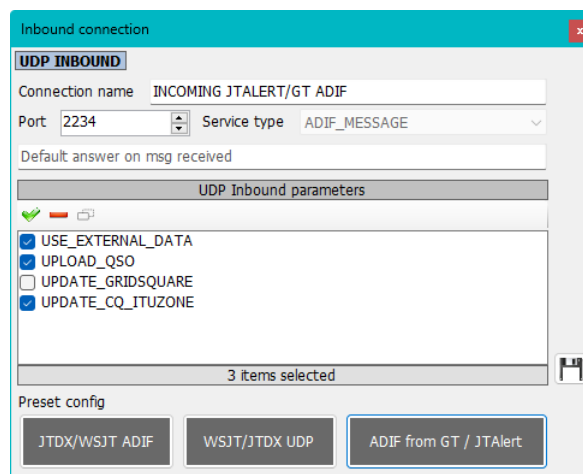 Inbound connection
x
UDP INBOUND
Connection name INCOMING JTALERT/GT ADIF
Port 2234 Service type ADIF_MESSAGE
Default answer on msg received
UDP Inbound parameters
USE_EXTERNAL_DATA
UPLOAD_QSO
UPDATE_GRIDSQUARE
UPDATE_CQ_ITUZONE
3 items selected
Preset config
JTDX/WSJT ADIF WSJT/JTDX UDP ADIF from GT / JTAlert